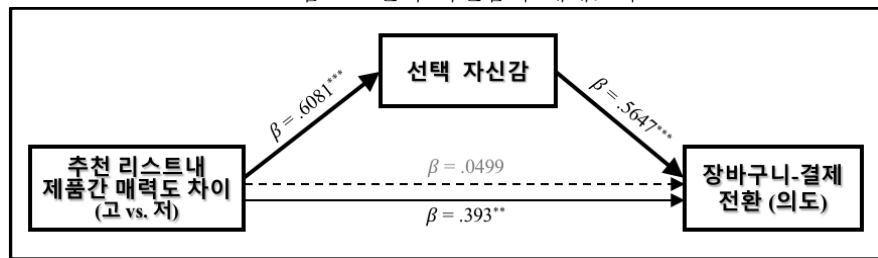 선택 자신감
β = .6081***
β = .5647***
추천 리스트내
제품간 매력도 차이
(고 vs. 저)
β = .0499
β = .393**
장바구니-결제
전환 (의도)